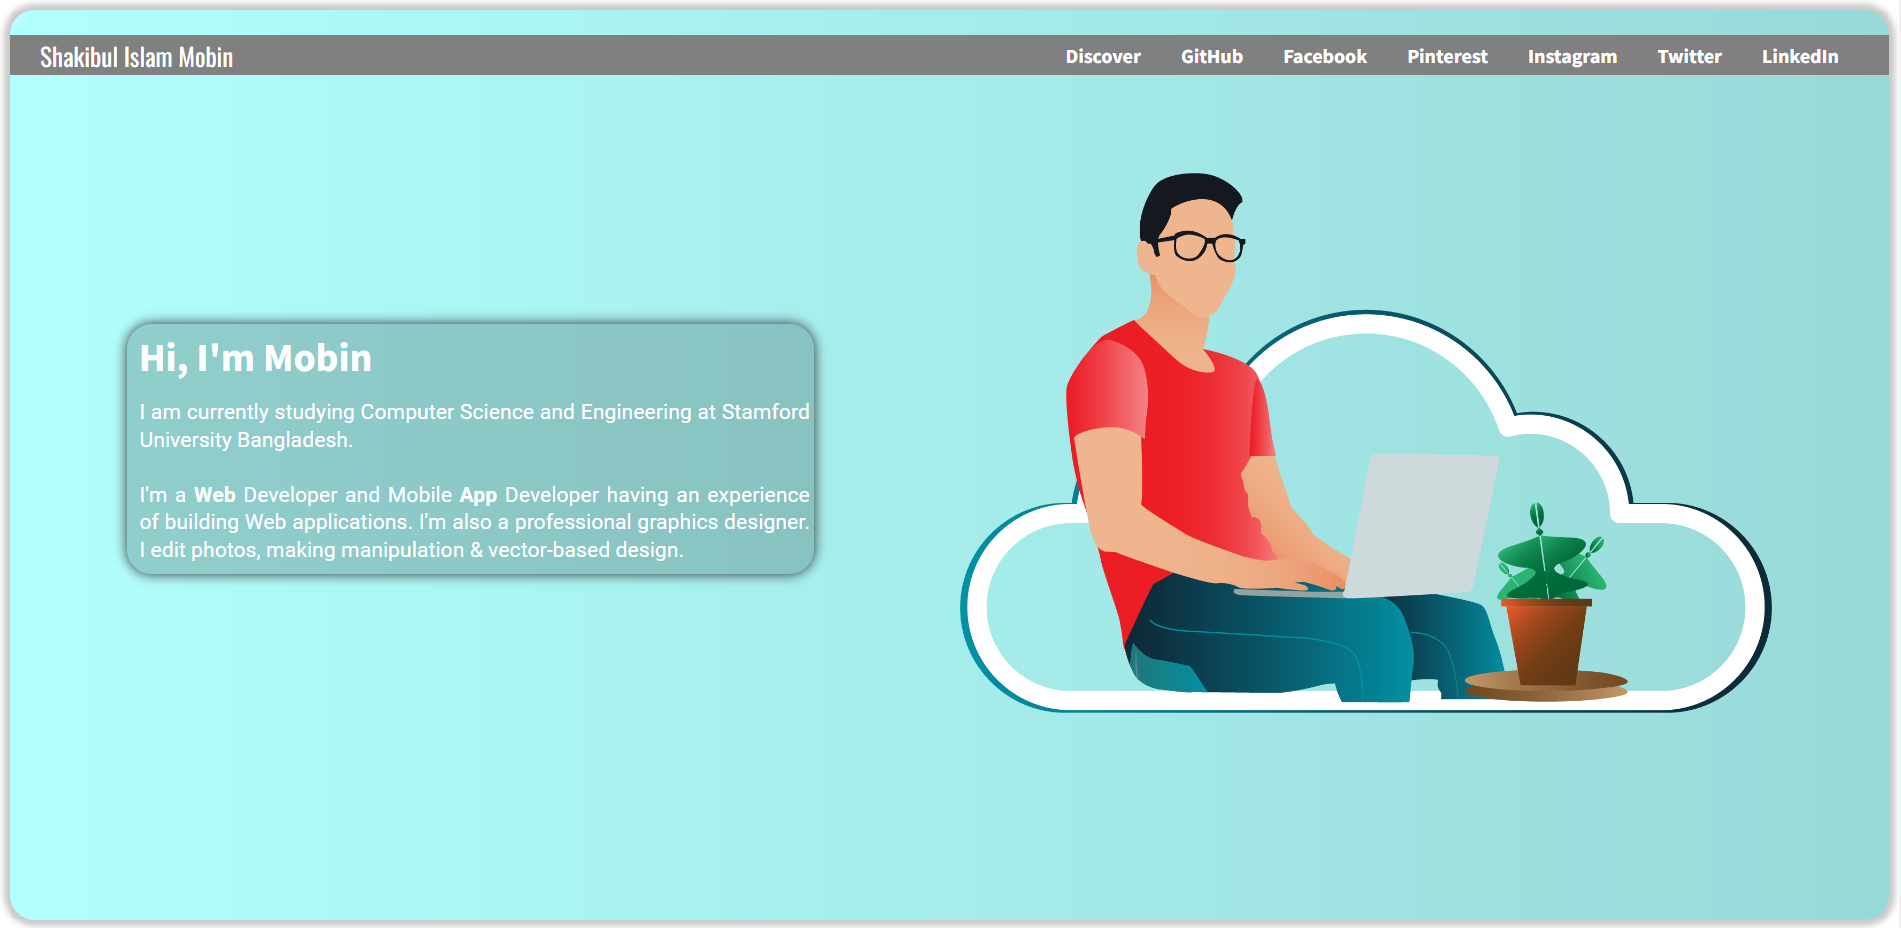 Shakibul Islam Mobin
Discover GitHub Facebook Pinterest Instagram Twitter LinkedIn
Hi, I'm Mobin
I am currently studying Computer Science and Engineering at Stamford
University Bangladesh.
I'm a Web Developer and Mobile App Developer having an experience
of building Web applications. I'm also a professional graphics designer.
I edit photos, making manipulation & vector-based design.